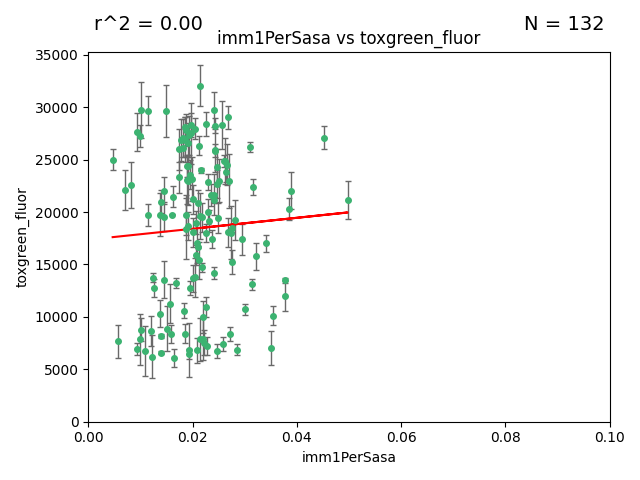 r^2 = 0.00
N = 132
imm1PerSasa vs toxgreen_fluor
toxgreen_fluor
35000
30000
25000
20000
15000
10000
5000
0
0.00 0.02 0.04 0.06 0.08 0.10
imm1PerSasa